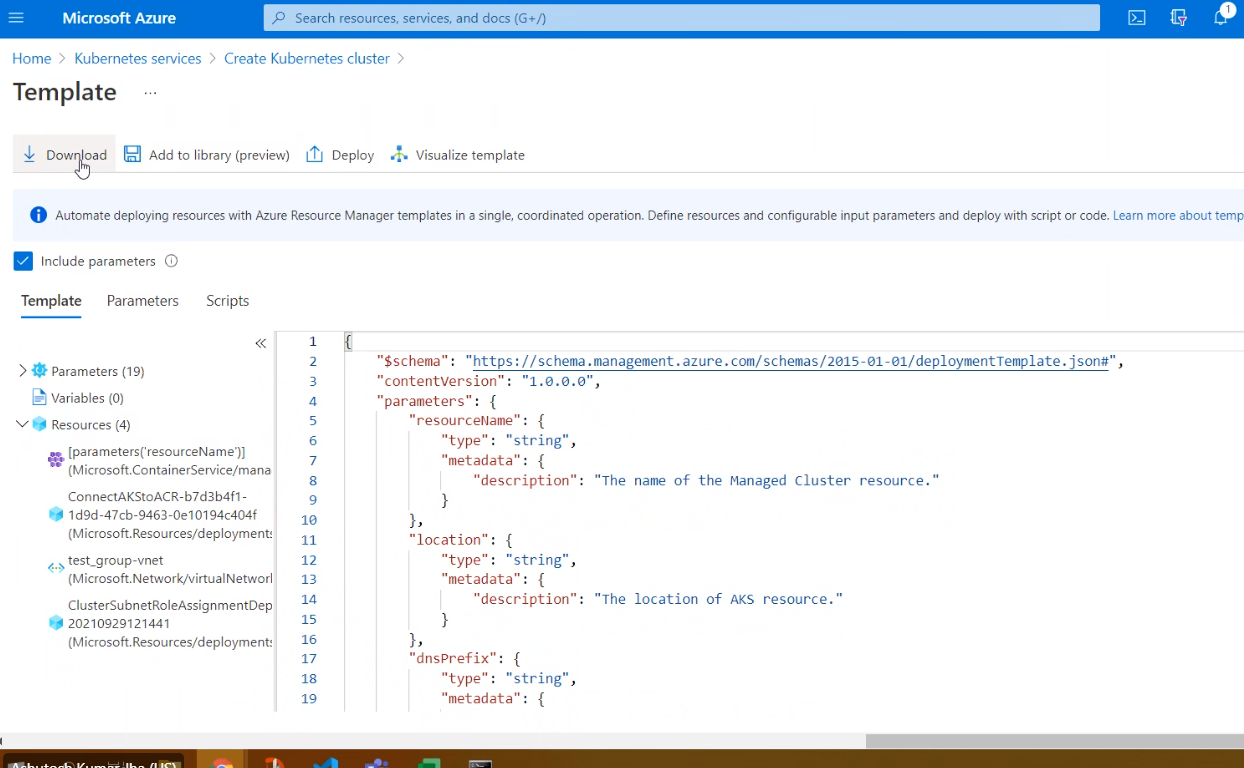 Microsoft Azure
Search resources, services, and docs (G+/)
1
Home > Kubernetes services > Create Kubernetes cluster >
Template ...
Download
Add to library (preview)
Deploy
Visualize template
Automate deploying resources with Azure Resource Manager templates in a single, coordinated operation. Define resources and configurable input parameters and deploy with script or code. Learn more about temp
Include parameters
Template Parameters Scripts
«
Parameters (19)
Variables (0)
Resources (4)
[parameters('resourceName')]
(Microsoft.ContainerService/mana
ConnectAKStoACR-b7d3b4f1-
1d9d-47cb-9463-0e10194c404f
(Microsoft.Resources/deployments
test_group-vnet
(Microsoft.Network/virtualNetworl
ClusterSubnetRoleAssignmentDep
20210929121441
(Microsoft.Resources/deployments
1 {
2 "$schema": "https://schema.management.azure.com/schemas/2015-01-01/deploymentTemplate.json#",
3 "contentVersion": "1.0.0.0",
4 "parameters": {
5 "resourceName": {
6 "type": "string",
7 "metadata": {
8 "description": "The name of the Managed Cluster resource."
9 }
10 },
11 "location": {
12 "type": "string",
13 "metadata": {
14 "description": "The location of AKS resource."
15 }
16 },
17 "dnsPrefix": {
18 "type": "string",
19 "metadata": {
Ashutosh Kumar Jha (US)